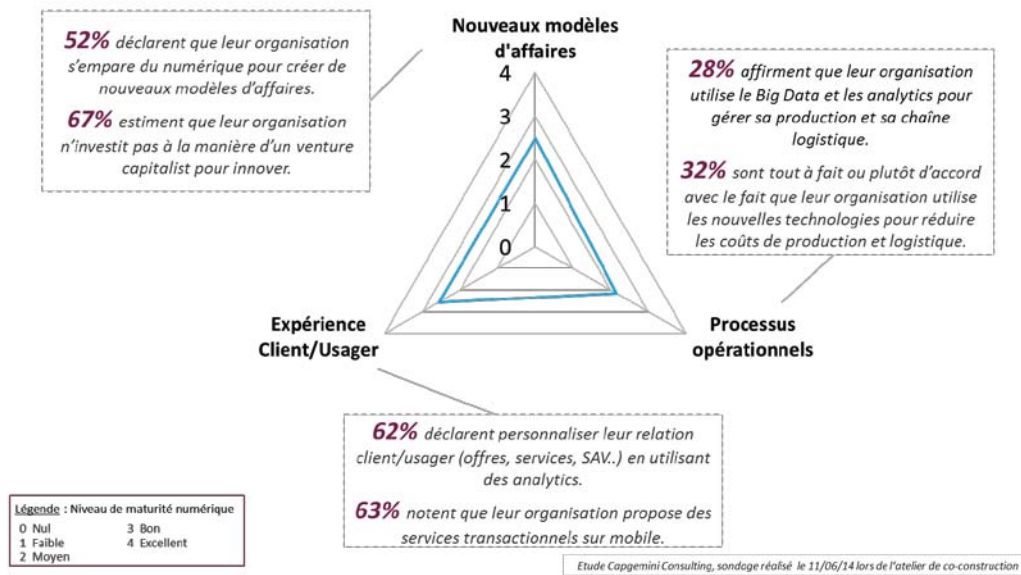 52% déclarent que leur organisation
s'empare du numérique pour créer de
nouveaux modèles d'affaires.
67% estiment que leur organisation
n'investit pas à la manière d'un venture
capitalist pour innover.
Nouveaux modèles
d'affaires
4
3
2
1
0
28% affirment que leur organisation
utilise le Big Data et les analytics pour
gérer sa production et sa chaîne
logistique.
32% sont tout à fait ou plutôt d'accord
avec le fait que leur organisation utilise
les nouvelles technologies pour réduire
les coûts de production et logistique.
Expérience
Client/Usager
Processus
opérationnels
62% déclarent personnaliser leur relation
client/usager (offres, services, SAV..) en utilisant
des analytics.
63% notent que leur organisation propose des
services transactionnels sur mobile.
Légende : Niveau de maturité numérique
0 Nul 3 Bon
1 Faible 4 Excellent
2 Moyen
Etude Capgemini Consulting, sondage réalisé le 11/06/14 lors de l'atelier de co-construction